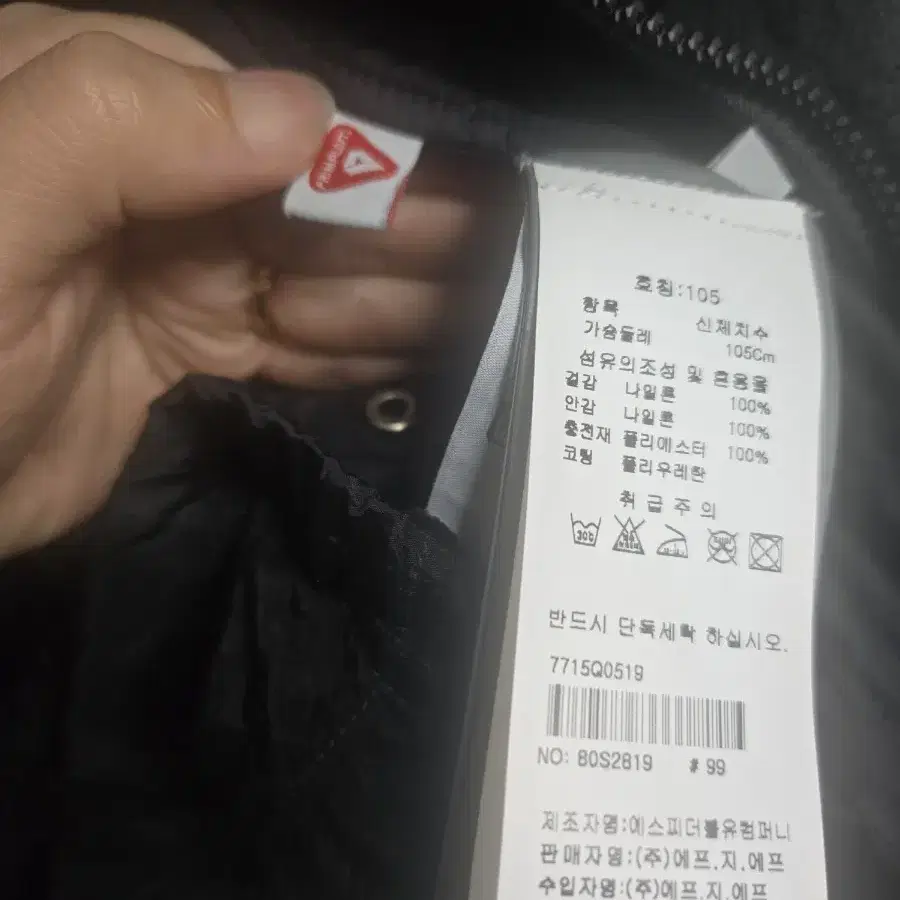 PRIMALOFT
호칭:105
항목 신체치수
가슴둘레 105Cm
섬유의조성 및 혼용율
겉감 나일론 100%
안감 나일론 100%
충전재 폴리에스터 100%
코팅 폴리우레탄
취급주의
30℃
반드시 단독세탁 하십시오.
7715Q0519
NO: 80S2819 # 99
제조자명:에스피더블유컴퍼니
판매자명:(주)에프.지.에프
수입자명:(주)에프.지.에프